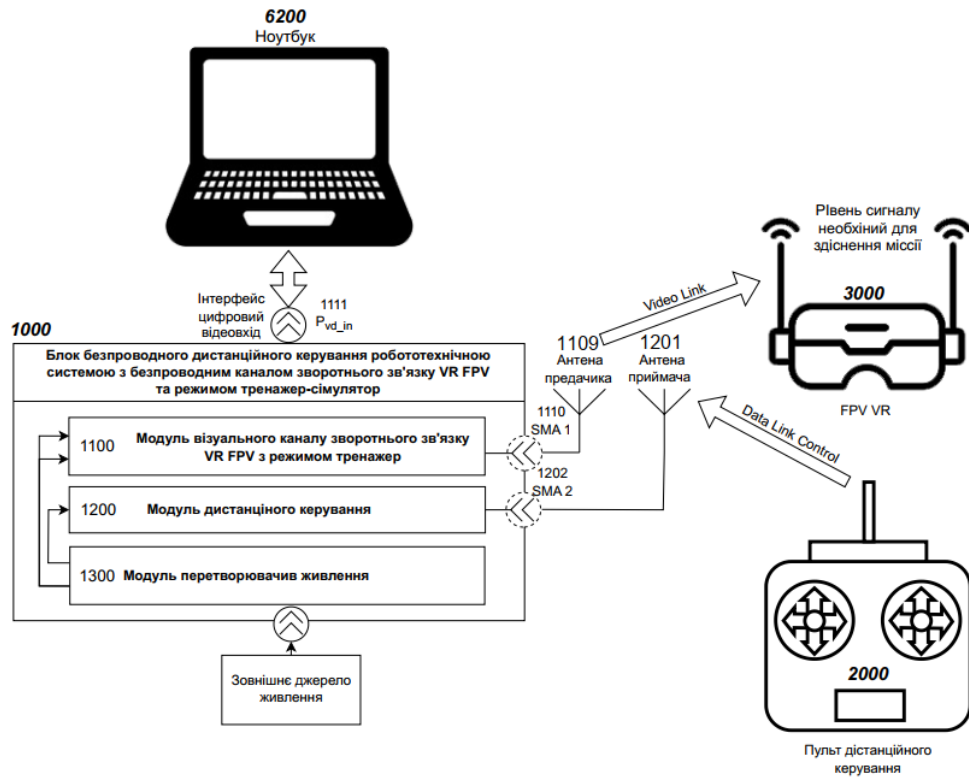 6200
Ноутбук
Інтерфейс
цифровий
відеовхід
1111
Pvd_in
1000
Блок безпроводного дистанційного керування робототехнічною
системою з безпроводним каналом зворотнього зв'язку VR FPV
та режимом тренажер-сімулятор
1100
Модуль візуального каналу зворотнього зв'язку
VR FPV з режимом тренажер
1110
SMA 1
1202
SMA 2
1200
Модуль дистанціного керування
1300
Модуль перетворювачив живлення
Зовнішнє джерело
живлення
1109
Антена
предачика
1201
Антена
приймача
Video Link
Data Link Control
РІвень сигналу
необхіний для
здіснення міссії
3000
FPV VR
2000
Пульт дістанційного
керування